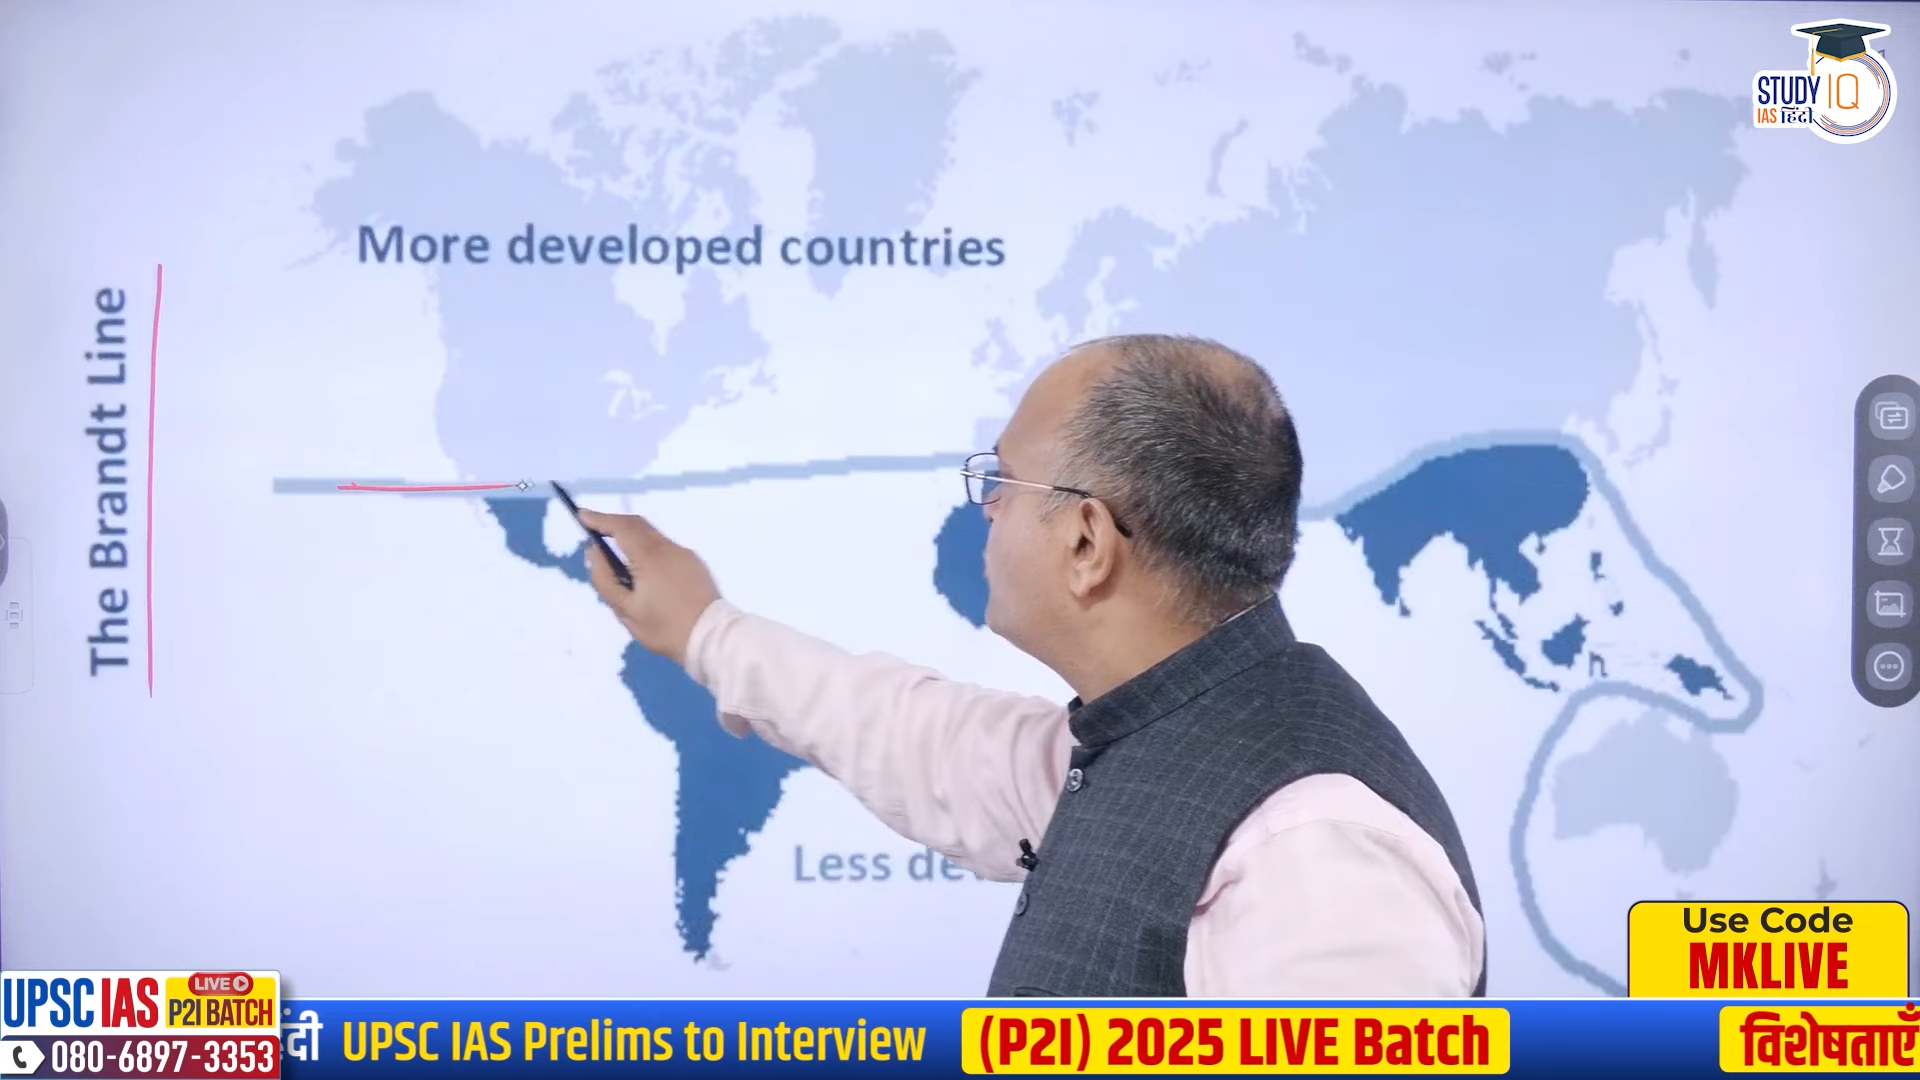 STUDY IQ
IAS हिंदी
More developed countries
The Brandt Line
Less
Use Code
MKLIVE
UPSC IAS
LIVE
P2I BATCH
080-6897-3353
UPSC IAS Prelims to Interview
(P2I) 2025 LIVE Batch
विशेषताएँ